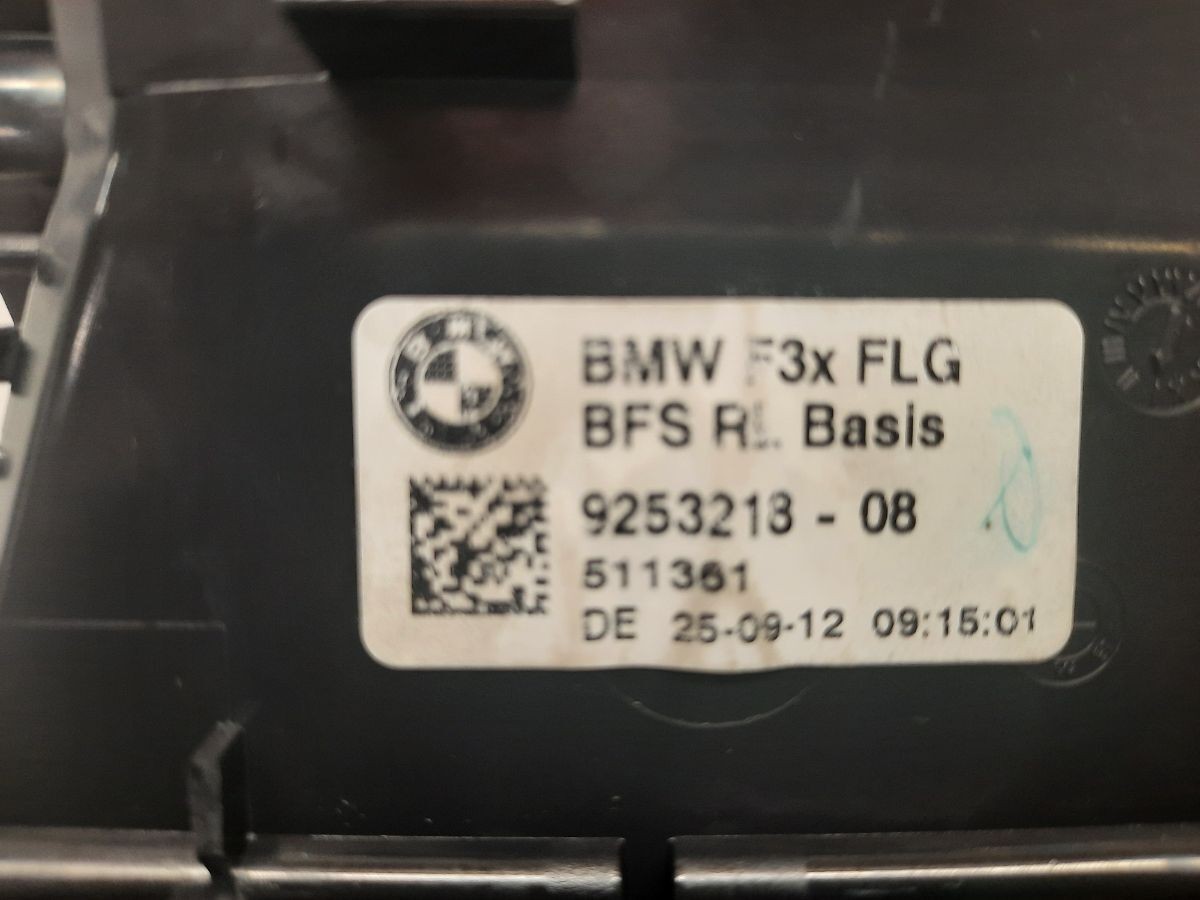 BMW F3x FLG
BFS RL Basis
9253218 - 08
511361
DE 25-09-12 09:15:01